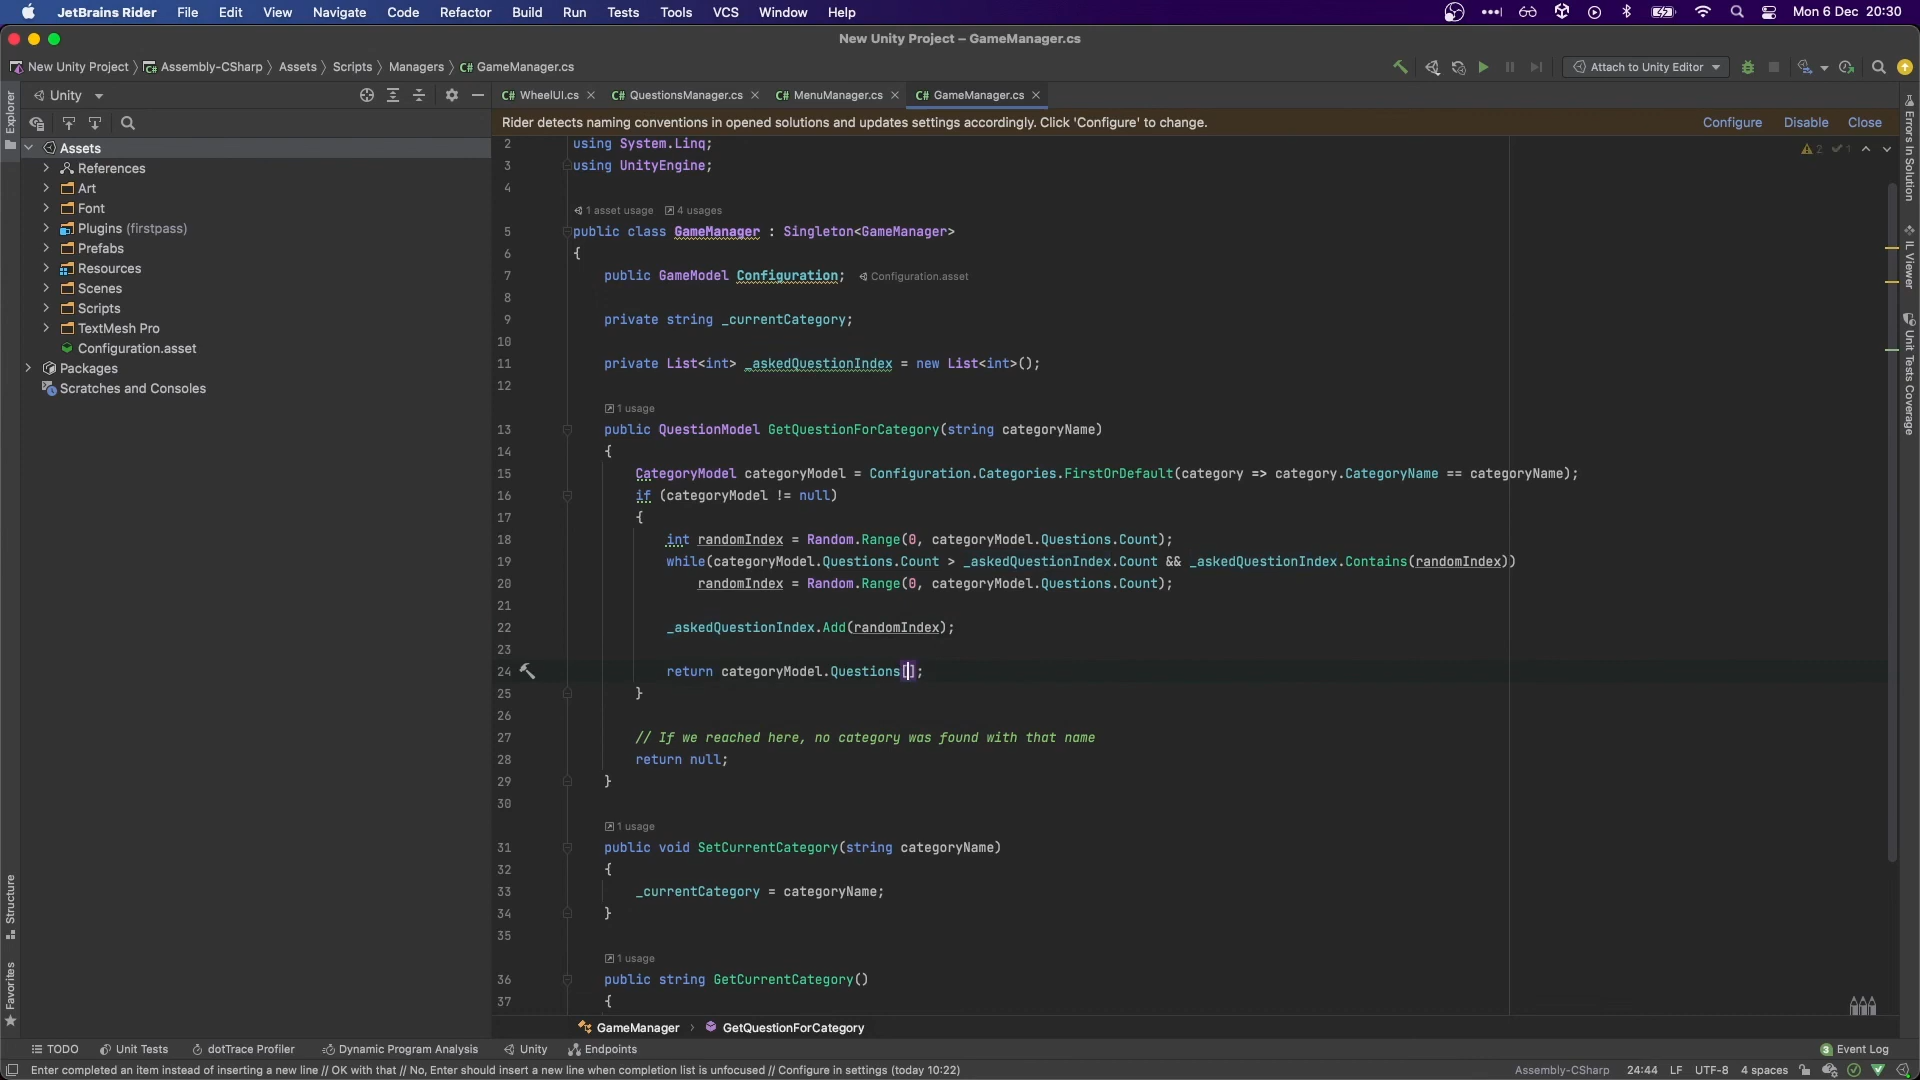 JetBrains Rider File Edit View Navigate Code Refactor Build Run Tests Tools VCS Window Help Mon 6 Dec 20:30
New Unity Project – GameManager.cs
New Unity Project Assembly-CSharp Assets Scripts Managers C# GameManager.cs Attach to Unity Editor
Explorer Unity C# WheelUI.cs C# QuestionsManager.cs C# MenuManager.cs C# GameManager.cs
Rider detects naming conventions in opened solutions and updates settings accordingly. Click 'Configure' to change. Configure Disable Close
Errors In Solution
IL Viewer
Unit Tests Coverage
Assets
References
Art
Font
Plugins (firstpass)
Prefabs
Resources
Scenes
Scripts
TextMesh Pro
Configuration.asset
Packages
Scratches and Consoles
Structure
Favorites
2 using System.Linq; 2 1
3 using UnityEngine;
4
1 asset usage 4 usages
5 public class GameManager : Singleton<GameManager>
6 {
7 public GameModel Configuration; Configuration.asset
8
9 private string _currentCategory;
10
11 private List<int> _askedQuestionIndex = new List<int>();
12
1 usage
13 public QuestionModel GetQuestionForCategory(string categoryName)
14 {
15 CategoryModel categoryModel = Configuration.Categories.FirstOrDefault(category => category.CategoryName == categoryName);
16 if (categoryModel != null)
17 {
18 int randomIndex = Random.Range(0, categoryModel.Questions.Count);
19 while(categoryModel.Questions.Count > _askedQuestionIndex.Count && _askedQuestionIndex.Contains(randomIndex))
20 randomIndex = Random.Range(0, categoryModel.Questions.Count);
21
22 _askedQuestionIndex.Add(randomIndex);
23
24 return categoryModel.Questions[];
25 }
26
27 // If we reached here, no category was found with that name
28 return null;
29 }
30
1 usage
31 public void SetCurrentCategory(string categoryName)
32 {
33 _currentCategory = categoryName;
34 }
35
1 usage
36 public string GetCurrentCategory()
37 {
GameManager GetQuestionForCategory
TODO Unit Tests dotTrace Profiler Dynamic Program Analysis Unity Endpoints 3 Event Log
Enter completed an item instead of inserting a new line // OK with that // No, Enter should insert a new line when completion list is unfocused // Configure in settings (today 10:22) Assembly-CSharp 24:44 LF UTF-8 4 spaces